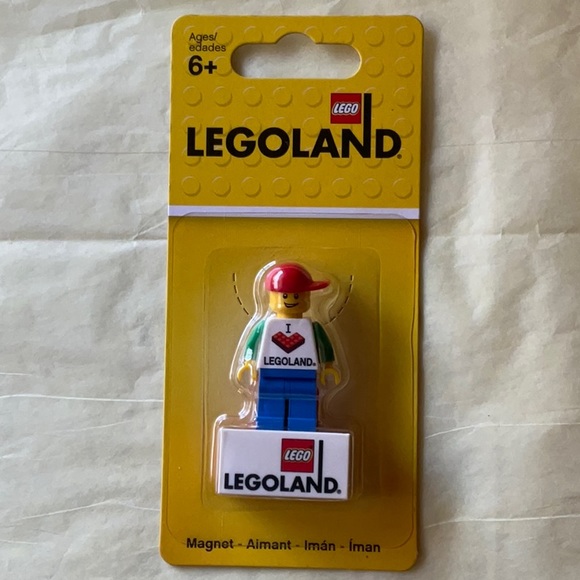 Ages/
edades
6+
LEGO
LEGOLAND®
I
LEGOLAND®
LEGO
LEGOLAND®
Magnet - Aimant - Imán - Íman